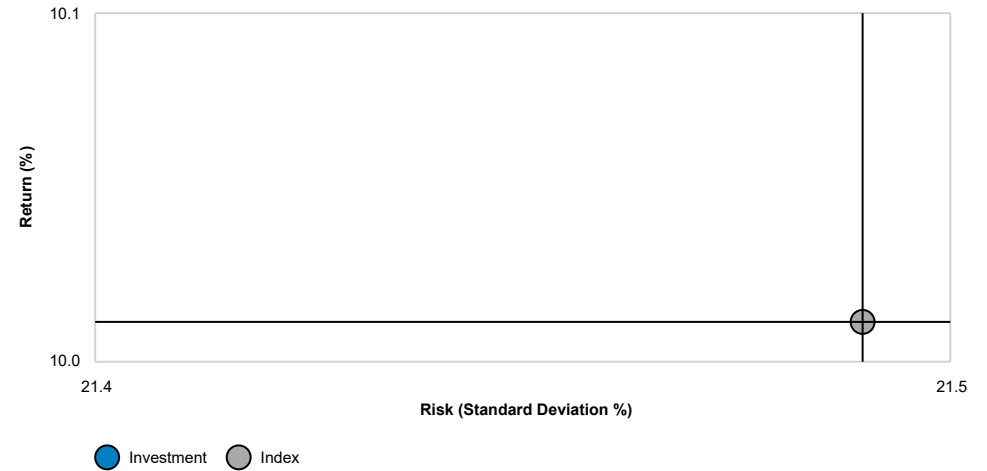 10.1
Return (%)
10.0
21.4
21.5
Risk (Standard Deviation %)
Investment
Index